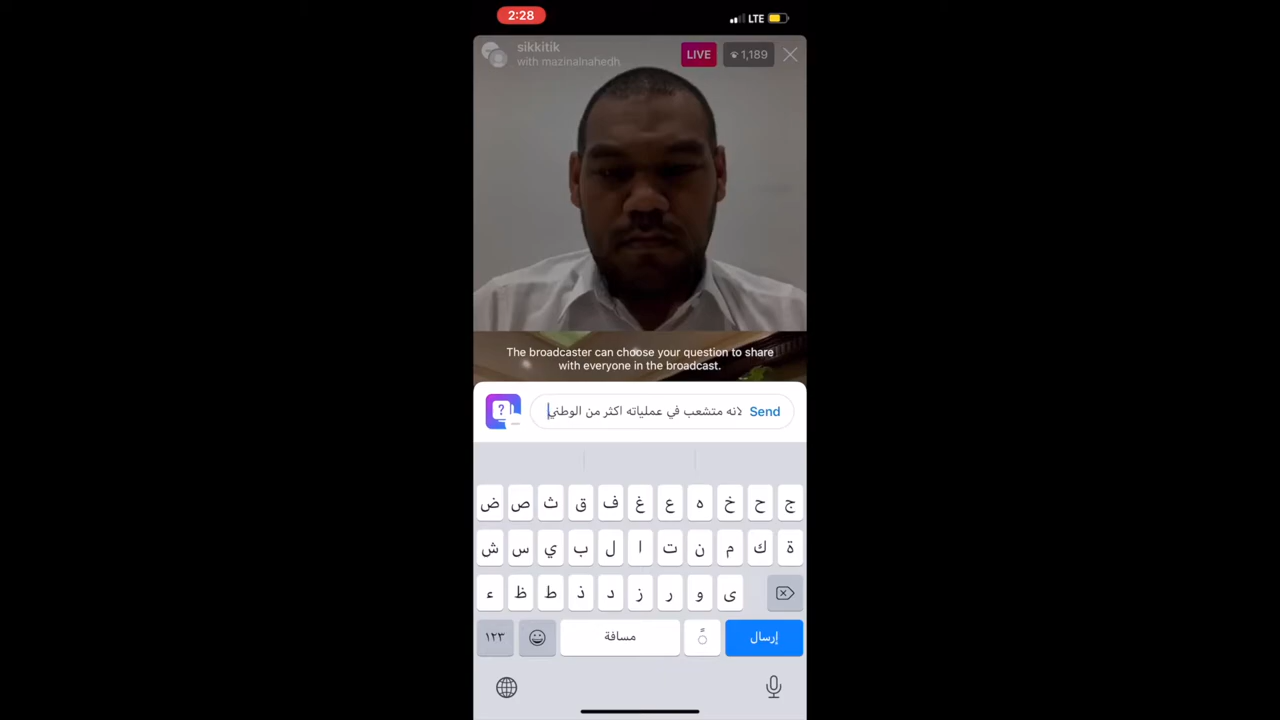 2:28
LTE
sikkitik
with mazinalnahedh
LIVE
1,189
The broadcaster can choose your question to share
with everyone in the broadcast.
?
لانه متشعب في عملياته اكثر من الوطني
Send
ض ص ث ق ف غ ع ه خ ح ج
ش س ي ب ل ا ت ن م ك ة
ء ظ ط ذ د ز ر و ى
١٢٣
مسافة
إرسال